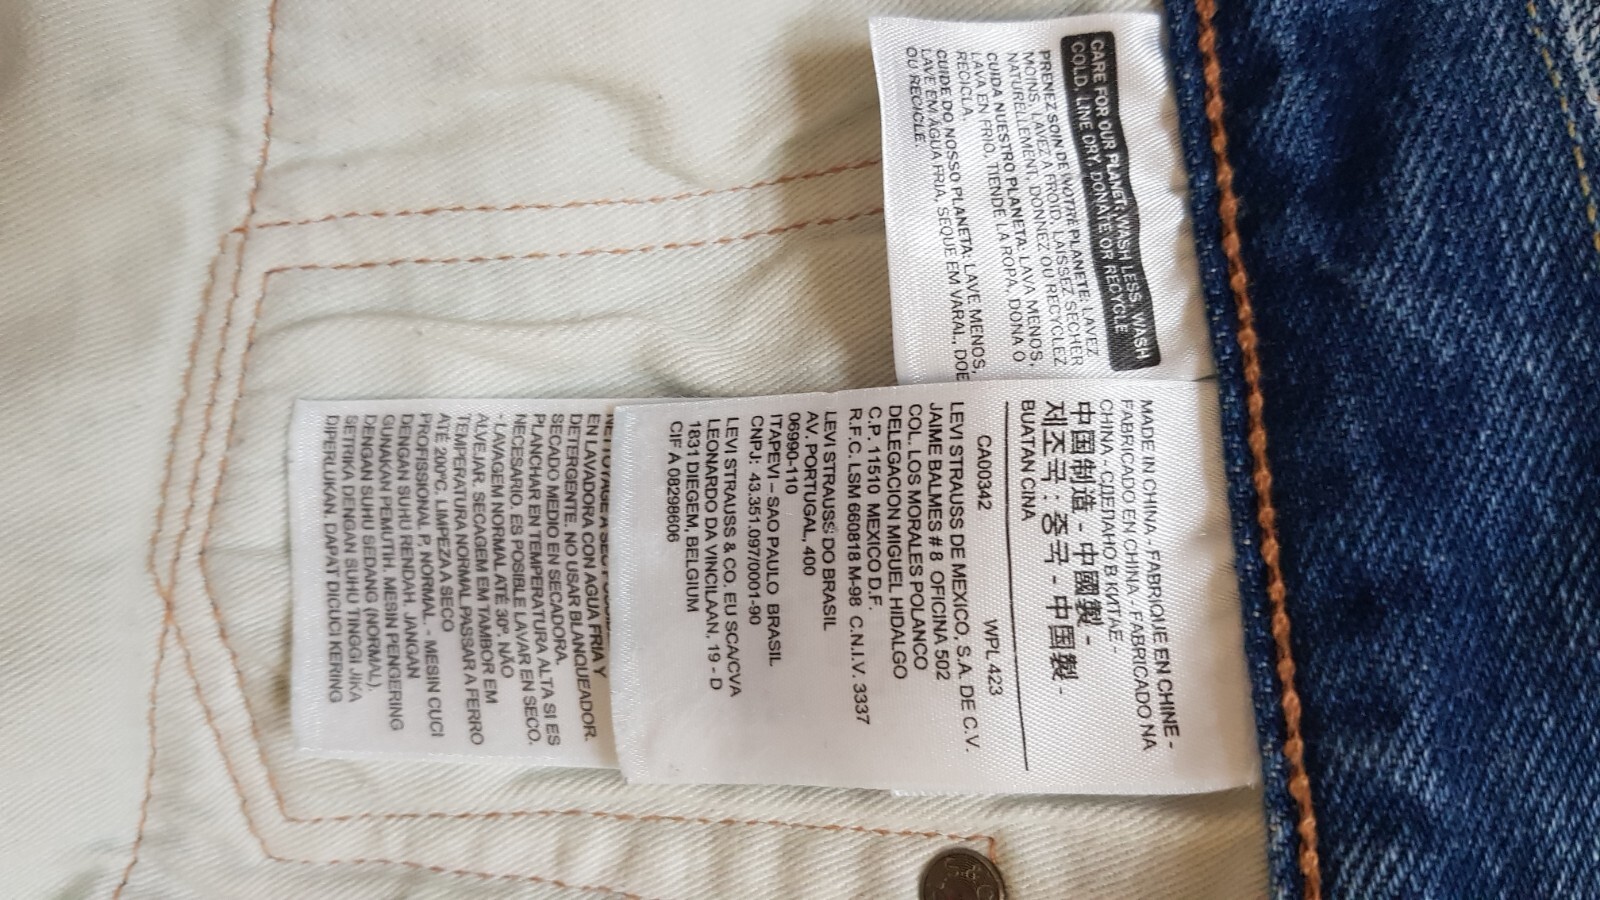 CARE FOR OUR PLANET: WASH LESS, WASH
COLD, LINE DRY, DONATE OR RECYCLE.
PRENEZ SOIN DE VOTRE PLANETE: LAVEZ
MOINS, LAVEZ A FROID, LAISSEZ SECHER
NATURELLEMENT, DONNEZ OU RECYCLEZ.
CUIDA NUESTRO PLANETA: LAVA MENOS,
LAVA EN FRIO, TIENDE LA ROPA, DONA O
RECICLA.
CUIDE DO NOSSO PLANETA: LAVE MENOS,
LAVE EM ÁGUA FRIA, SEQUE EM VARAL, DOE
OU RECICLE.
MADE IN CHINA - FABRIQUE EN CHINE -
FABRICADO EN CHINA - FABRICADO NA
CHINA - СДЕЛАНО В КИТАЕ -
中国制造 - 中國製 -
제조국 : 중국 - 中国製 -
BUATAN CINA
CA00342 WPL 423
LEVI STRAUSS DE MEXICO, S.A. DE C.V.
JAIME BALMES # 8 OFICINA 502
COL. LOS MORALES POLANCO
DELEGACION MIGUEL HIDALGO
C.P. 11510 MEXICO D.F.
R.F.C. LSM 660818 M-98 C.N.I.V. 3337
LEVI STRAUSS DO BRASIL
AV. PORTUGAL, 400
06990-110
ITAPEVI – SAO PAULO BRASIL
CNPJ: 43.351.097/0001-90
LEVI STRAUSS & CO. EU SCA/CVA
LEONARDO DA VINCILAAN, 19 - D
1831 DIEGEM, BELGIUM
CIF A 08298606
NETTOYAGE A SEC
EN LAVADORA CON AGUA FRIA Y
DETERGENTE. NO USAR BLANQUEADOR.
SECADO MEDIO EN SECADORA.
PLANCHAR EN TEMPERATURA ALTA SI ES
NECESARIO. ES POSIBLE LAVAR EN SECO.
- LAVAGEM NORMAL ATÉ 30º. NÃO
ALVEJAR. SECAGEM EM TAMBOR EM
TEMPERATURA NORMAL.PASSAR A FERRO
ATÉ 200ºC. LIMPEZA A SECO
PROFISSIONAL P, NORMAL. - MESIN CUCI
DENGAN SUHU RENDAH. JANGAN
GUNAKAN PEMUTIH. MESIN PENGERING
DENGAN SUHU SEDANG (NORMAL).
SETRIKA DENGAN SUHU TINGGI JIKA
DIPERLUKAN. DAPAT DICUCI KERING